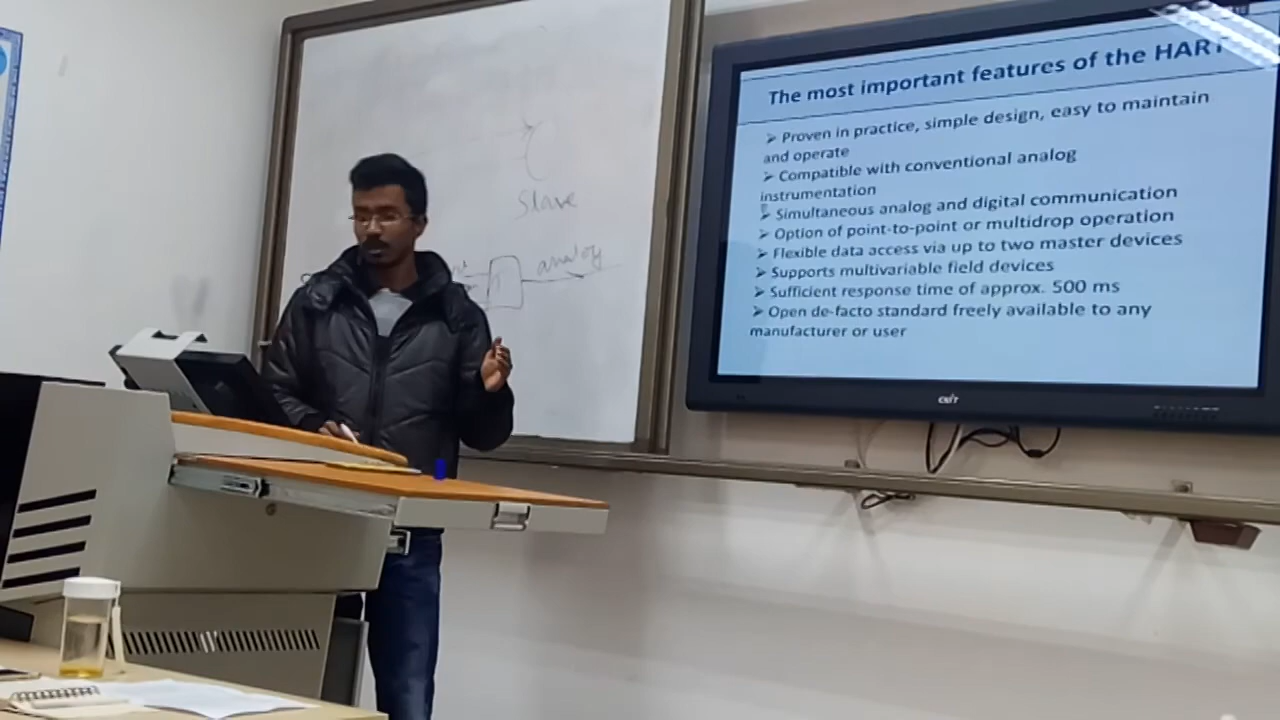 Slave
analog
The most important features of the HART
➢ Proven in practice, simple design, easy to maintain
and operate
➢ Compatible with conventional analog
instrumentation
➢ Simultaneous analog and digital communication
➢ Option of point-to-point or multidrop operation
➢ Flexible data access via up to two master devices
➢ Supports multivariable field devices
➢ Sufficient response time of approx. 500 ms
➢ Open de-facto standard freely available to any
manufacturer or user